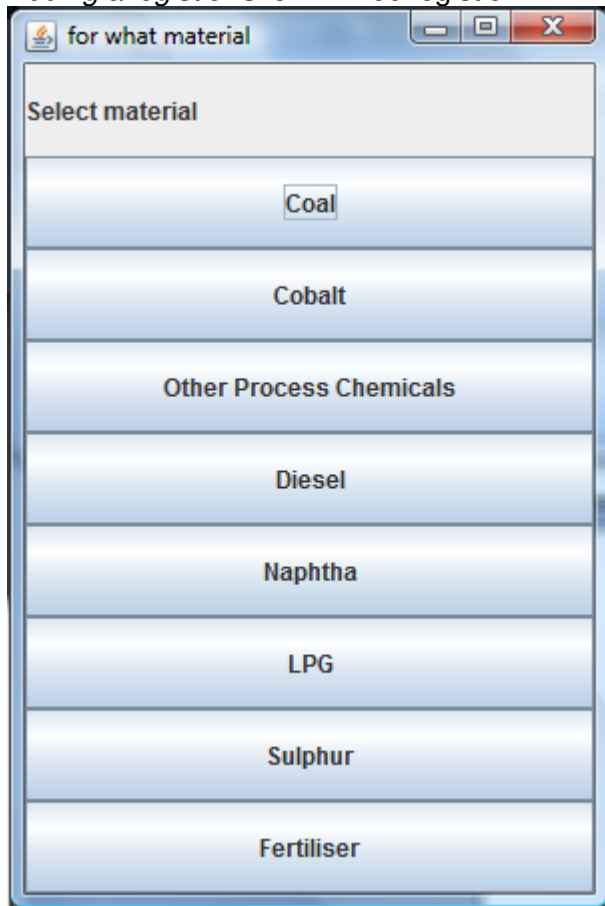 for what material
Select material
Coal
Cobalt
Other Process Chemicals
Diesel
Naphtha
LPG
Sulphur
Fertiliser